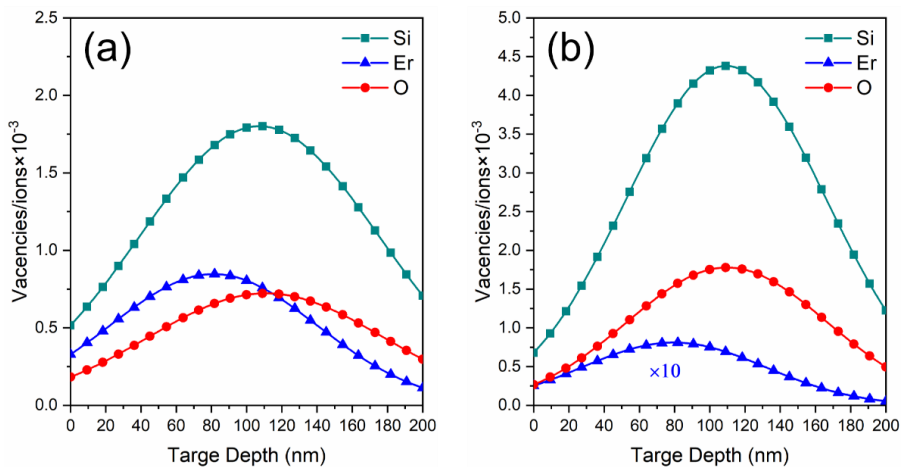 (a)
Si
Er
O
Vacancies/ions×10⁻³
2.5
2.0
1.5
1.0
0.5
0.0
0 20 40 60 80 100 120 140 160 180 200
Targe Depth (nm)
(b)
Si
Er
O
×10
Vacancies/ions×10⁻³
5.0
4.5
4.0
3.5
3.0
2.5
2.0
1.5
1.0
0.5
0.0
0 20 40 60 80 100 120 140 160 180 200
Targe Depth (nm)